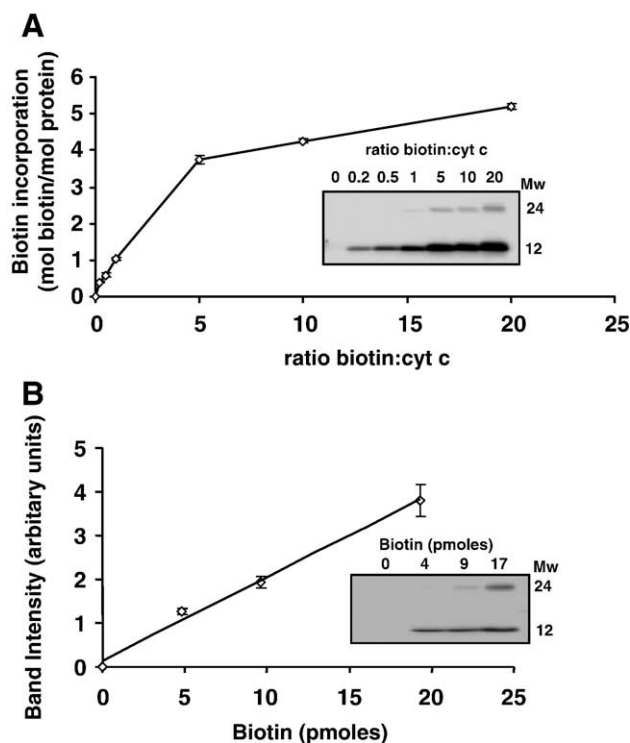 A
Biotin incorporation
(mol biotin/mol protein)
6
5
4
3
2
1
0
0 5 10 15 20 25
ratio biotin:cyt c
ratio biotin:cyt c
0 0.2 0.5 1 5 10 20 Mw
24
12
B
Band Intensity (arbitary units)
5
4
3
2
1
0
0 5 10 15 20 25
Biotin (pmoles)
Biotin (pmoles)
0 4 9 17 Mw
24
12